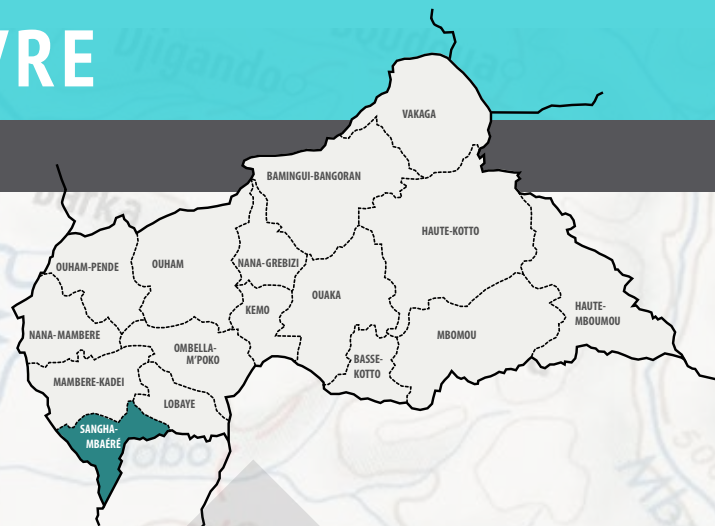 VRE
Djigando
VAKAGA
BAMINGUI-BANGORAN
HAUTE-KOTTO
OUHAM-PENDE
OUHAM
NANA-GREBIZI
OUAKA
KEMO
HAUTE-
MBOUMOU
NANA-MAMBERE
OMBELLA-
M'POKO
MBOMOU
BASSE-
KOTTO
MAMBERE-KADEI
LOBAYE
SANGHA-
MBAÉRÉ